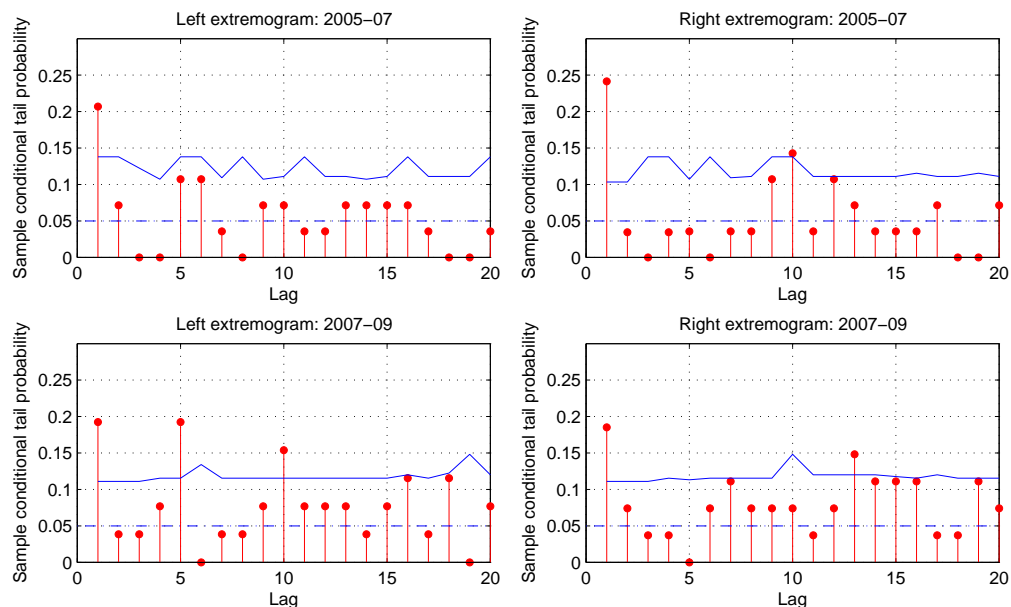 Left extremogram: 2005−07
Sample conditional tail probability
0.25
0.2
0.15
0.1
0.05
0
0 5 10 15 20
Lag
Right extremogram: 2005−07
Sample conditional tail probability
0.25
0.2
0.15
0.1
0.05
0
0 5 10 15 20
Lag
Left extremogram: 2007−09
Sample conditional tail probability
0.25
0.2
0.15
0.1
0.05
0
0 5 10 15 20
Lag
Right extremogram: 2007−09
Sample conditional tail probability
0.25
0.2
0.15
0.1
0.05
0
0 5 10 15 20
Lag